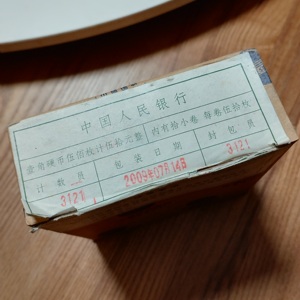 中国人民银行
壹角硬币伍佰枚计伍拾元整 内有拾小卷 每卷伍拾枚
计数员 包装日期 封包员
3121 2009年07月14日 3121